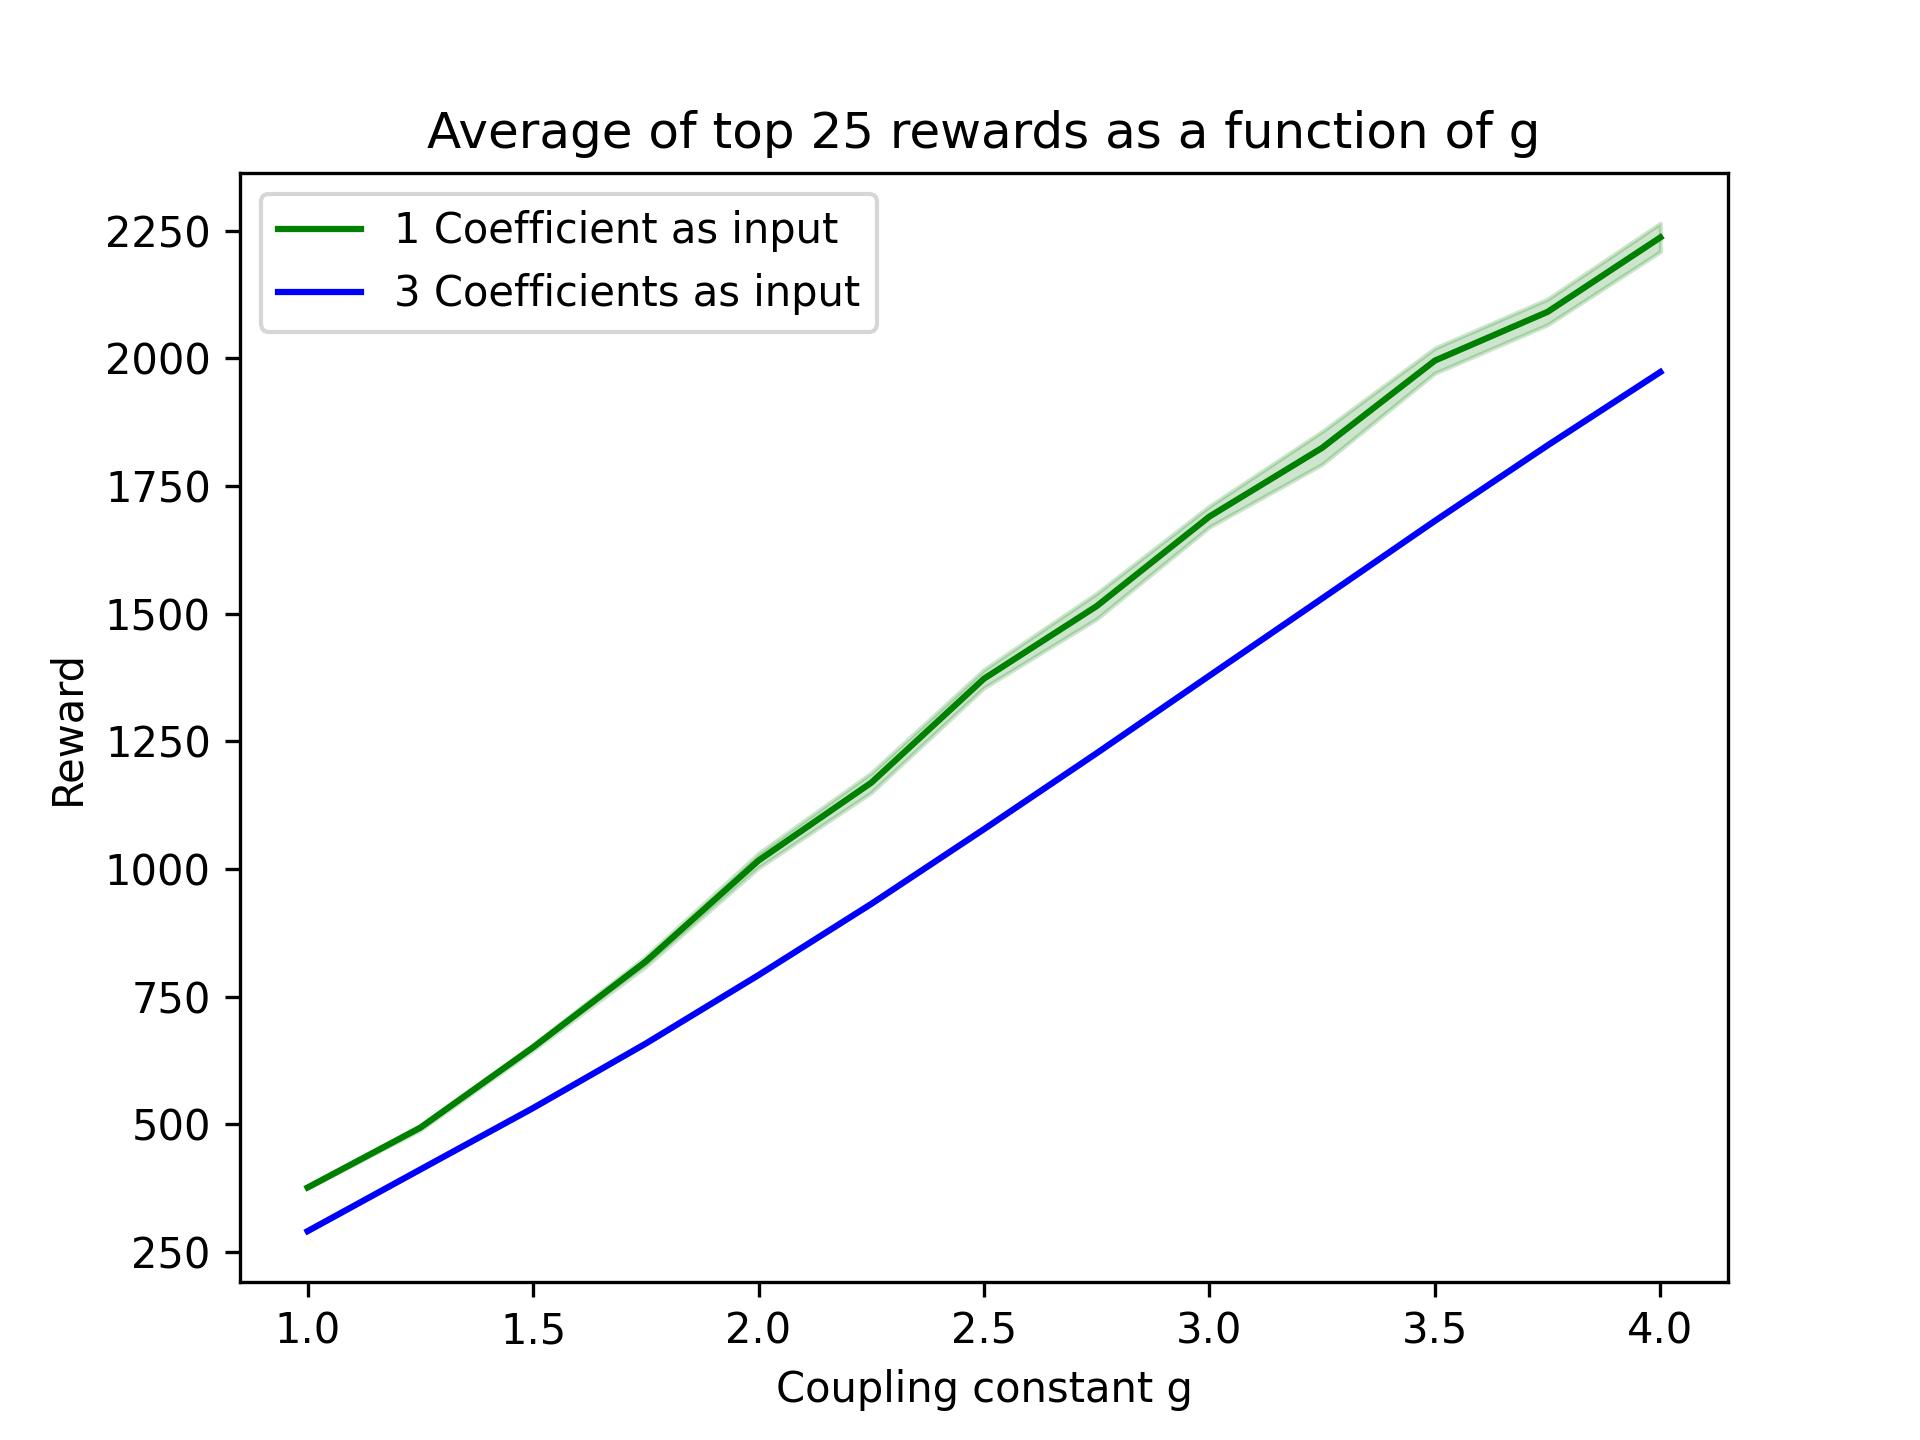 Average of top 25 rewards as a function of g
1 Coefficient as input
3 Coefficients as input
2250
2000
1750
1500
1250
1000
750
500
250
Reward
1.0 1.5 2.0 2.5 3.0 3.5 4.0
Coupling constant g